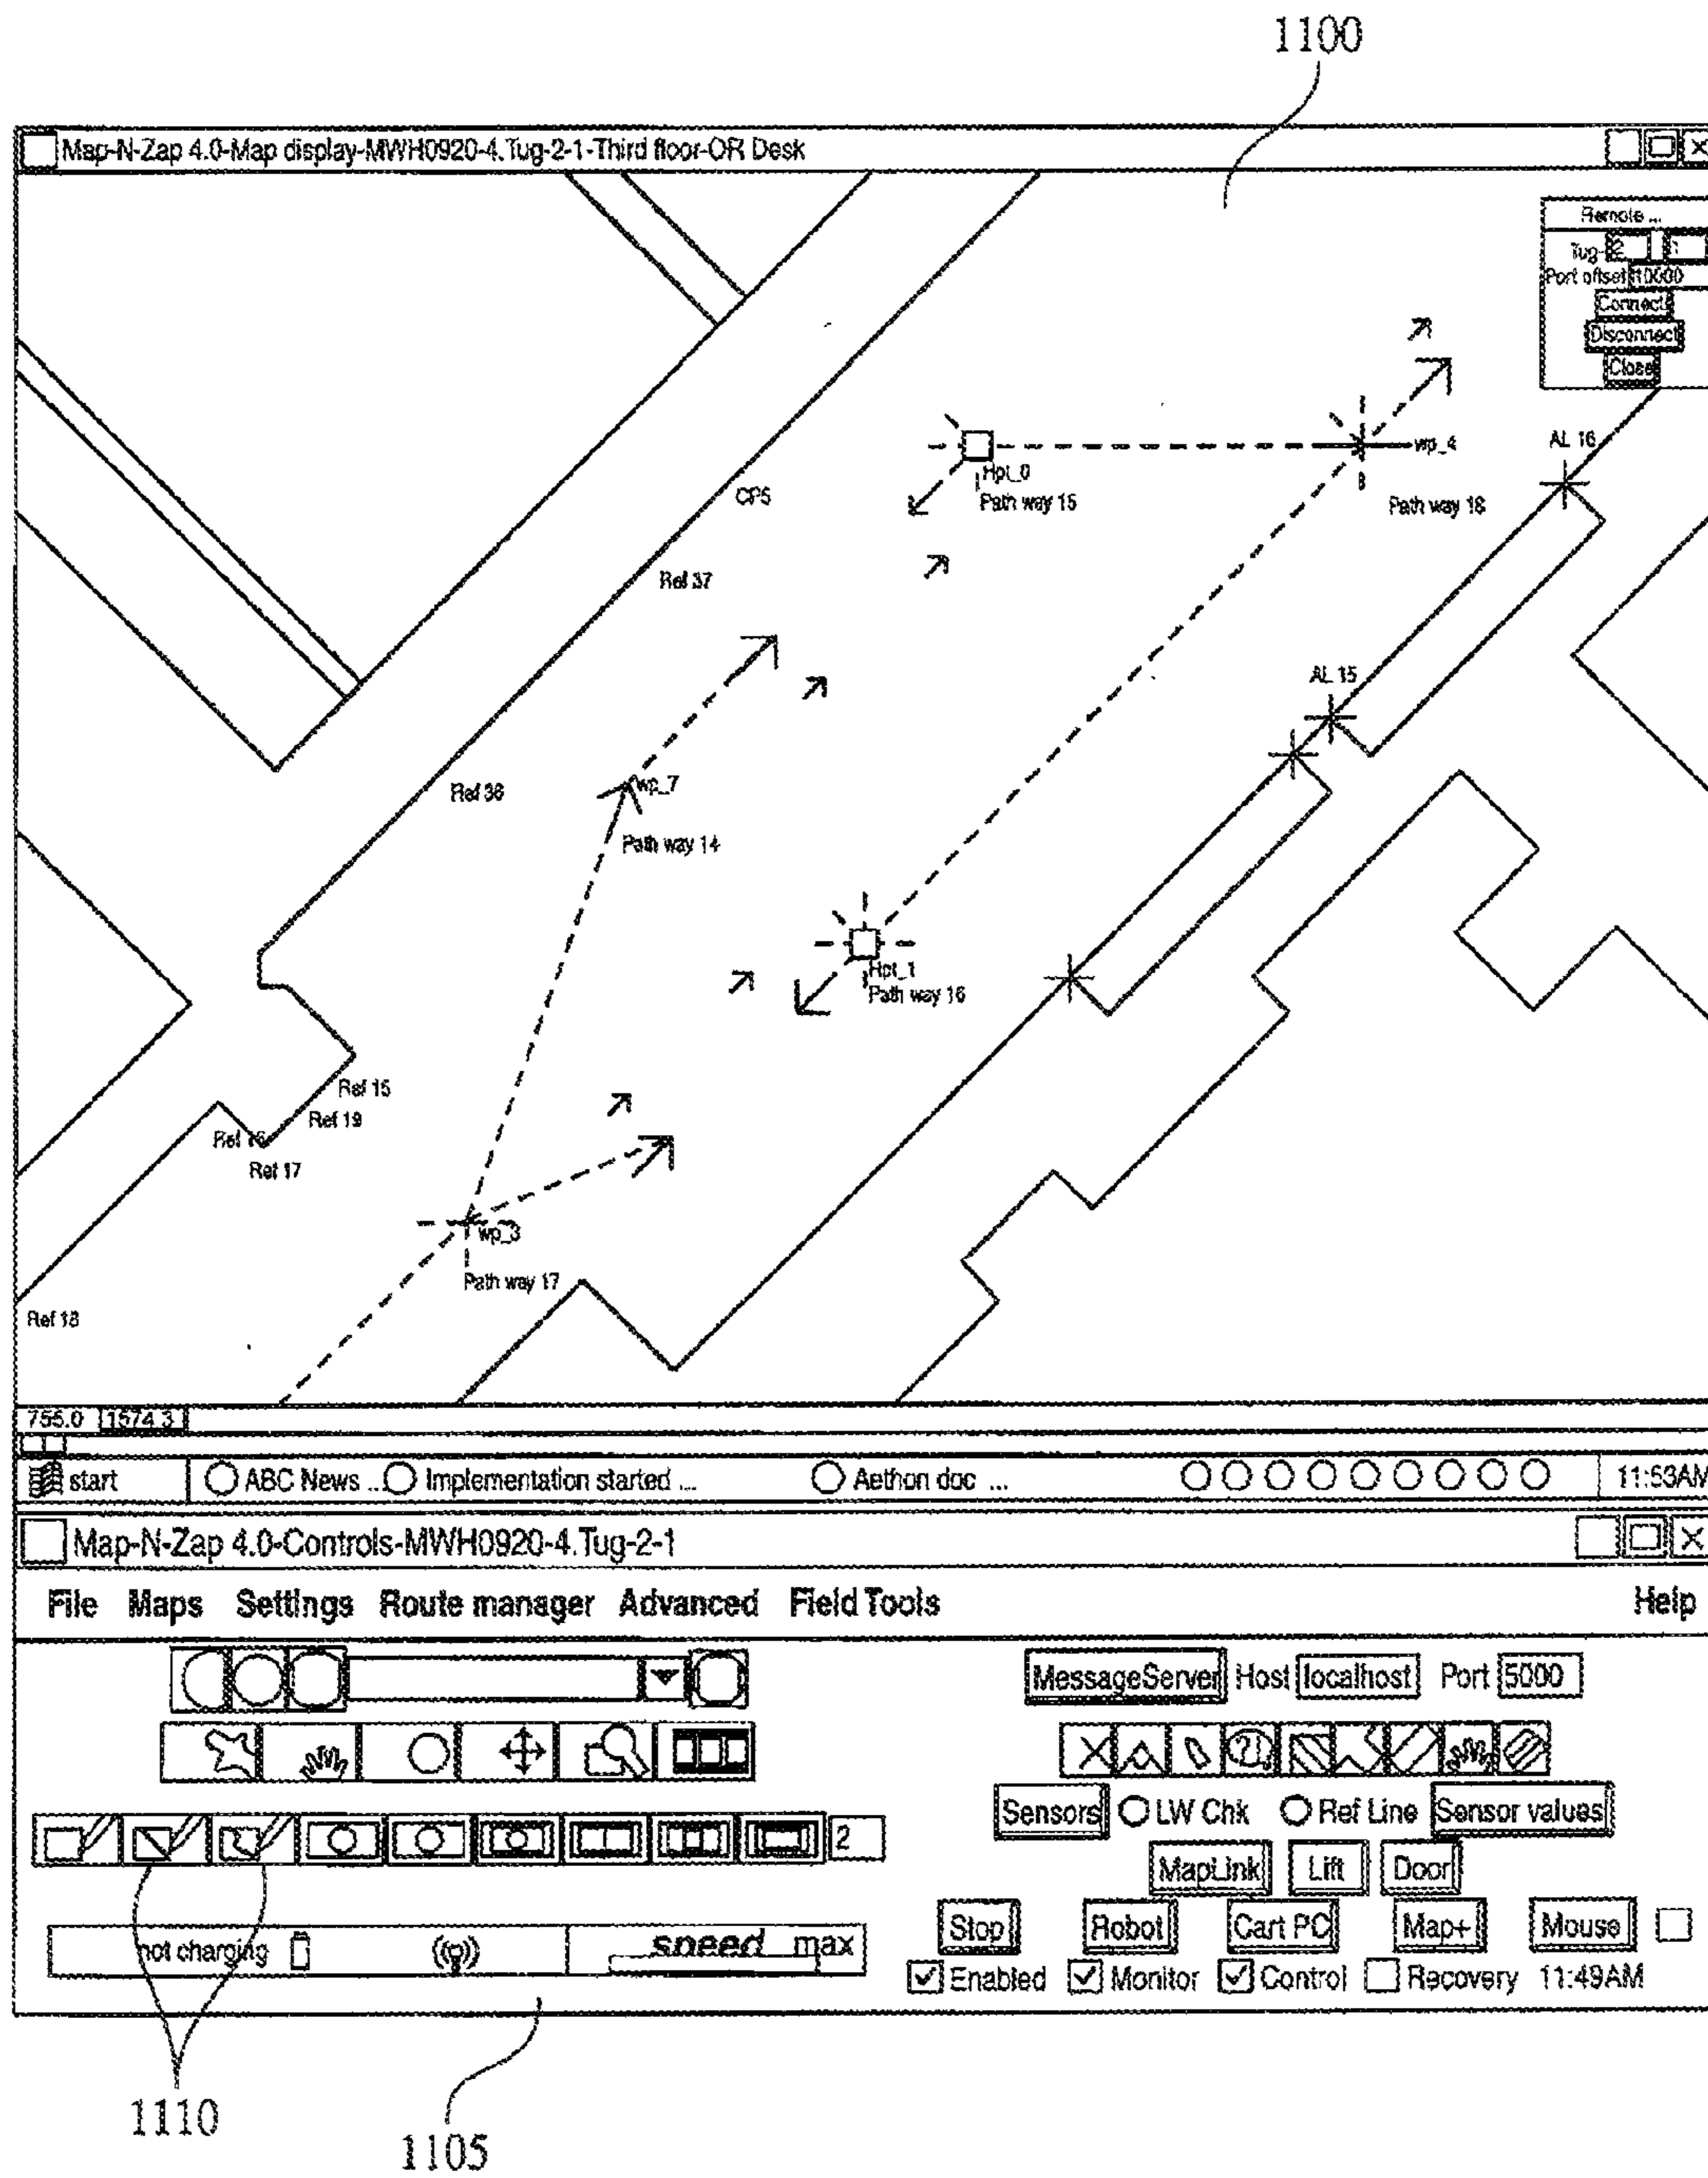 1100
Map-N-Zap 4.0-Map display-MWH0920-4.Tug-2-1-Third floor-OR Desk
Remote ...
Tug- 2 1
Port offset 10000
Connect
Disconnect
Close
wp_4
AL 16
Hpt_0
Path way 15
Path way 18
CP5
Ref 37
AL 15
wp_7
Ref 36
Path way 14
Hpt_1
Path way 16
Ref 15
Ref 19
Ref 17
wp_3
Path way 17
Ref 18
755.0 1574.3
start ABC News ... Implementation started ... Aethon doc ... 11:53AM
Map-N-Zap 4.0-Controls-MWH0920-4.Tug-2-1
File Maps Settings Route manager Advanced Field Tools Help
MessageServer Host localhost Port 5000
Sensors LW Chk Ref Line Sensor values
2
MapLink Lift Door
Stop Robot Cart PC Map+ Mouse
not charging speed max
Enabled Monitor Control Recovery 11:49AM
1110
1105